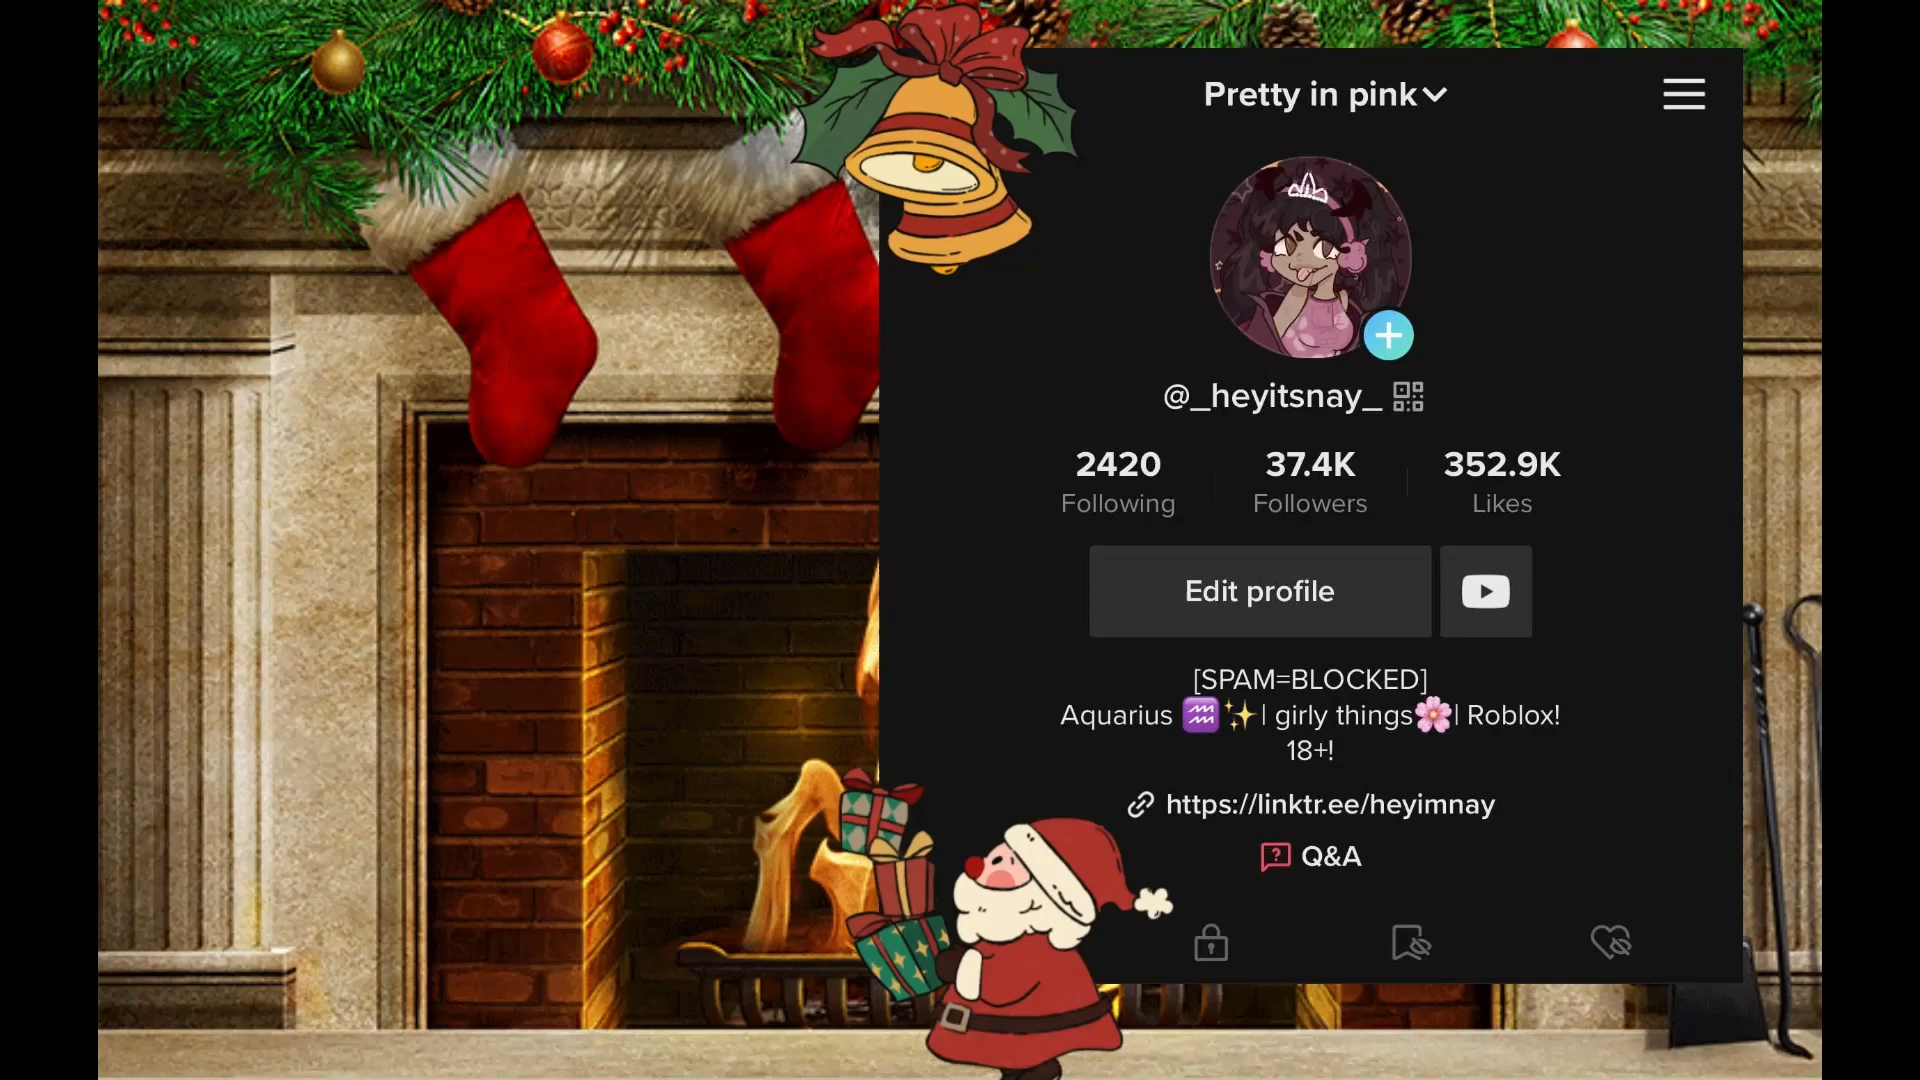 Pretty in pink
@_heyitsnay_
2420 37.4K 352.9K
Following Followers Likes
Edit profile
[SPAM=BLOCKED]
Aquarius ♒✨| girly things🌸| Roblox!
18+!
https://linktr.ee/heyimnay
Q&A